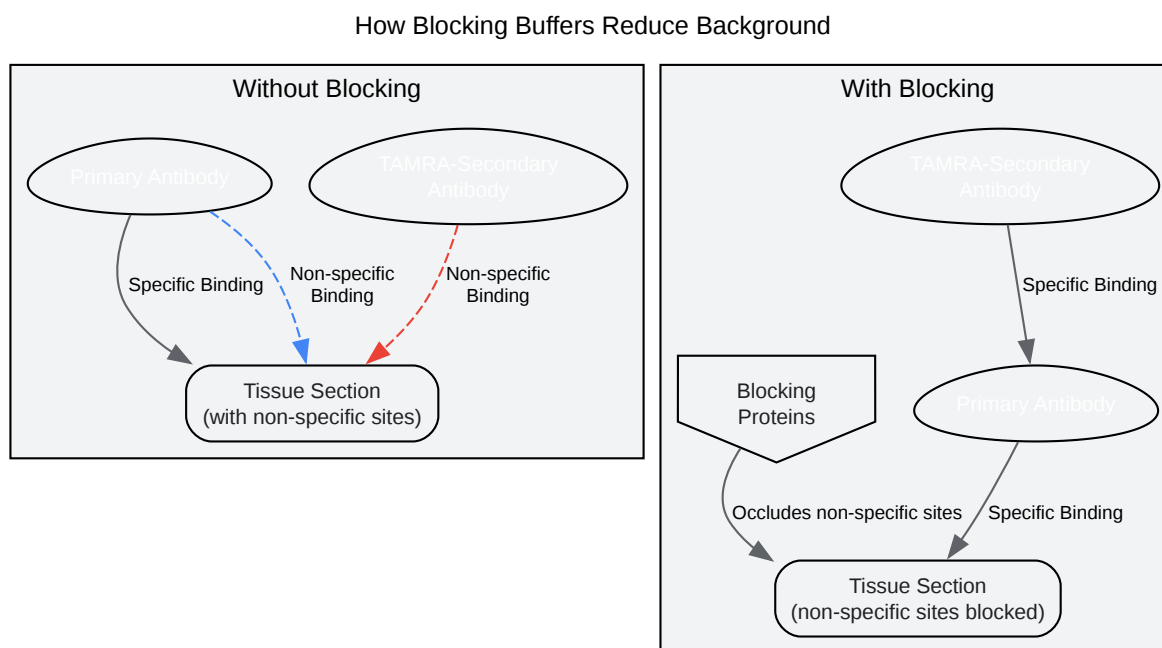 How Blocking Buffers Reduce Background
Without Blocking
Primary Antibody
TAMRA-Secondary
Antibody
Specific Binding
Non-specific
Binding
Non-specific
Binding
Tissue Section
(with non-specific sites)
With Blocking
TAMRA-Secondary
Antibody
Specific Binding
Blocking
Proteins
Primary Antibody
Occludes non-specific sites
Specific Binding
Tissue Section
(non-specific sites blocked)